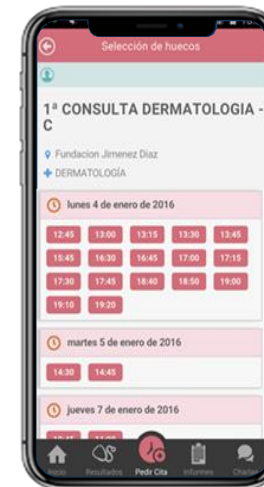 Selección de huecos
1ª CONSULTA DERMATOLOGIA -
C
Fundacion Jimenez Diaz
DERMATOLOGÍA
lunes 4 de enero de 2016
12:45 13:00 13:15 13:30 13:45
15:45 16:30 16:45 17:00 17:15
17:30 17:45 18:40 18:50 19:00
19:10 19:20
martes 5 de enero de 2016
14:30 14:45
jueves 7 de enero de 2016
Inicio Resultados Pedir Cita Informes